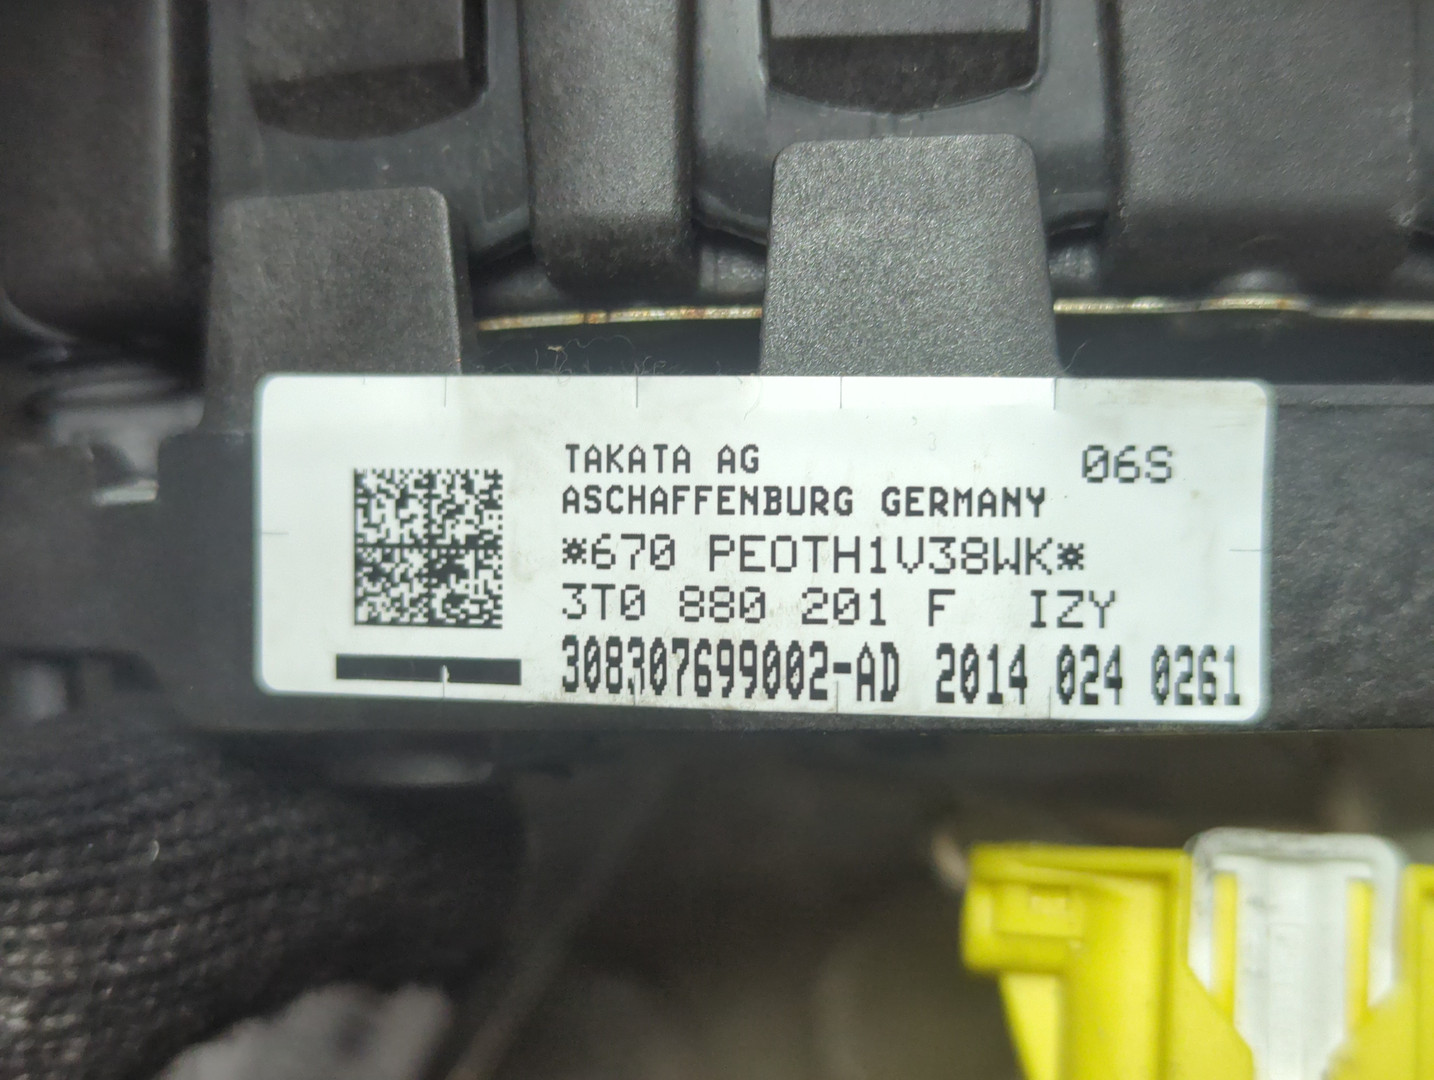 TAKATA AG
06S
ASCHAFFENBURG GERMANY
*670 PEOTH1V38WK*
3T0 880 201 F IZY
308307699002-AD 2014 024 0261